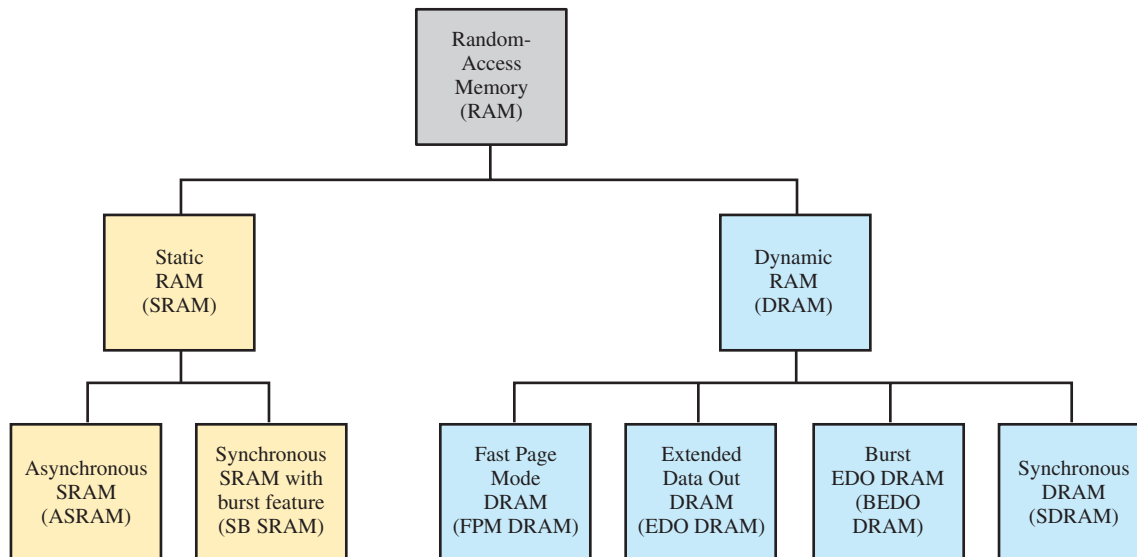 Random-
Access
Memory
(RAM)
Static
RAM
(SRAM)
Dynamic
RAM
(DRAM)
Asynchronous
SRAM
(ASRAM)
Synchronous
SRAM with
burst feature
(SB SRAM)
Fast Page
Mode
DRAM
(FPM DRAM)
Extended
Data Out
DRAM
(EDO DRAM)
Burst
EDO DRAM
(BEDO
DRAM)
Synchronous
DRAM
(SDRAM)